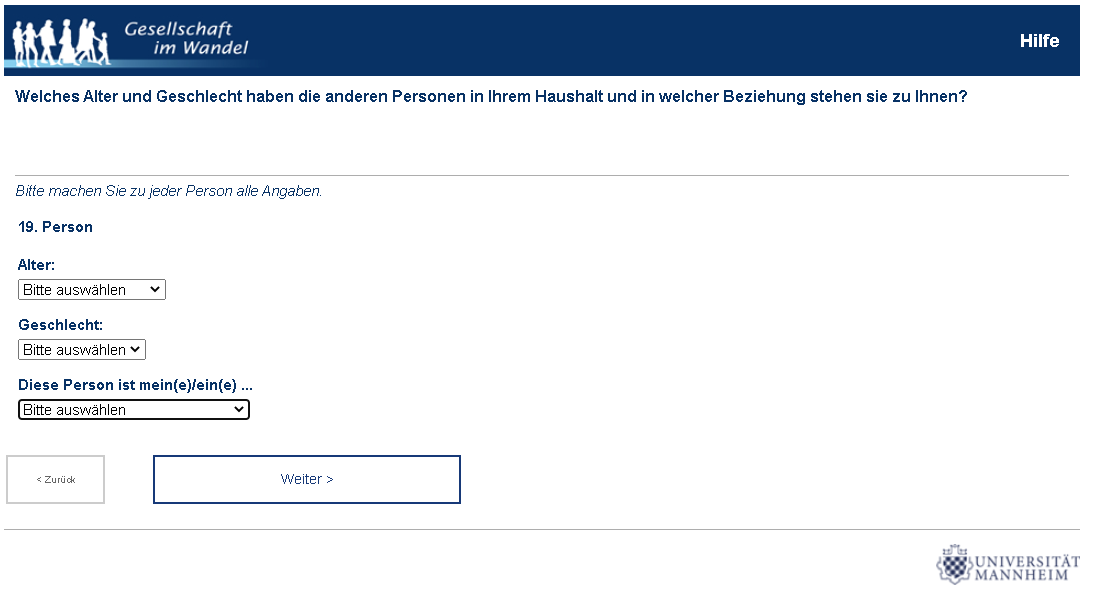 Gesellschaft
im Wandel
Hilfe
Welches Alter und Geschlecht haben die anderen Personen in Ihrem Haushalt und in welcher Beziehung stehen sie zu Ihnen?
Bitte machen Sie zu jeder Person alle Angaben.
19. Person
Alter:
Bitte auswählen
Geschlecht:
Bitte auswählen
Diese Person ist mein(e)/ein(e) ...
Bitte auswählen
< Zurück
Weiter >
UNIVERSITÄT
MANNHEIM